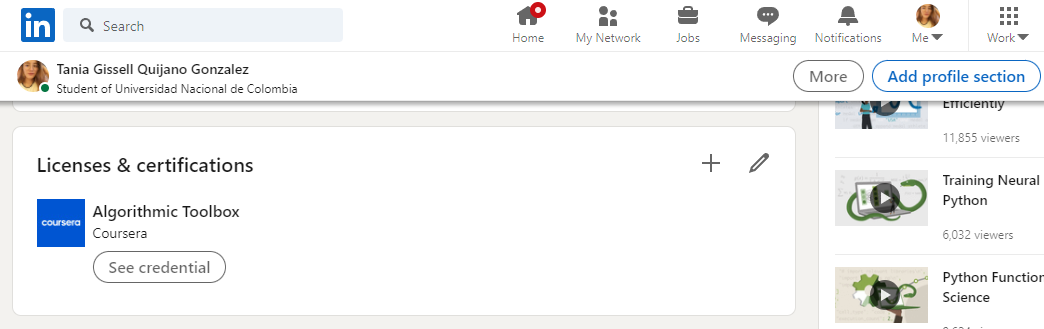 in
Search
Home
My Network
Jobs
Messaging
Notifications
Me
Work
Tania Gissell Quijano Gonzalez
Student of Universidad Nacional de Colombia
More
Add profile section
Licenses & certifications
coursera
Algorithmic Toolbox
Coursera
See credential
Efficiently
11,855 viewers
Training Neural
Python
6,032 viewers
Python Function
Science